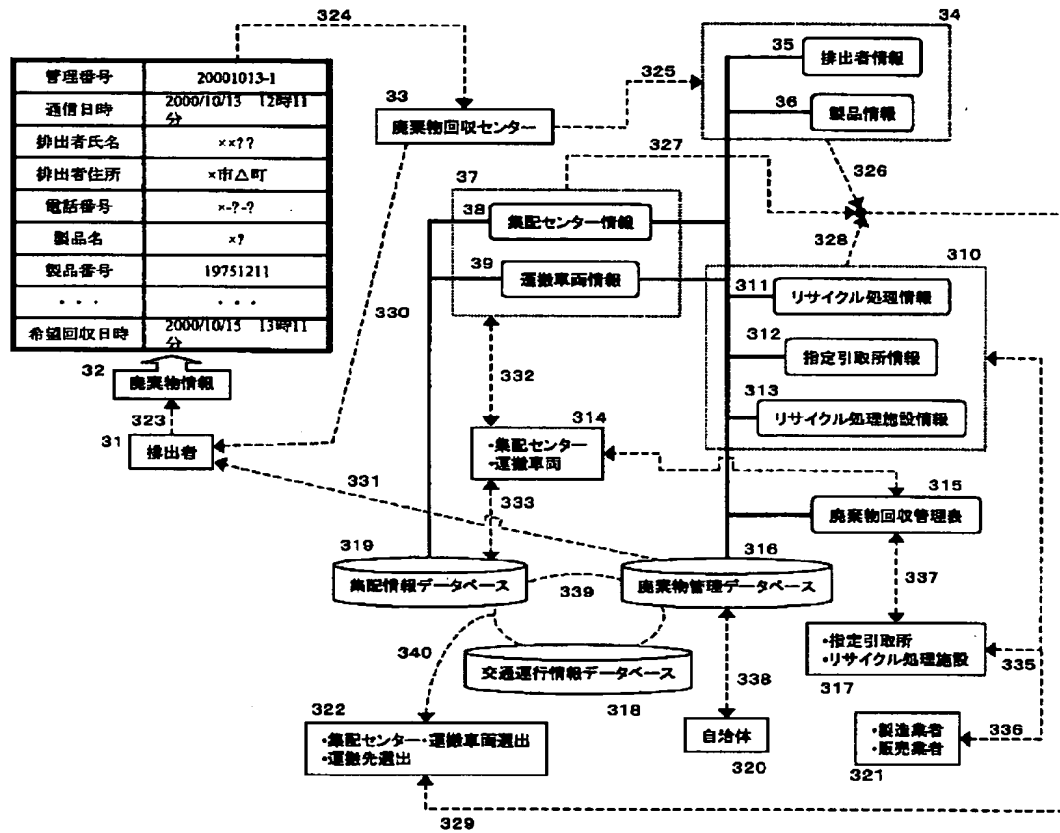 324
34
管理番号 20001013-1
通信日時 2000/10/13 12時11分
排出者氏名 ××??
排出者住所 ×市△町
電話番号 ×-?-?
製品名 ×?
製品番号 19751211
・・・ ・・・
希望回収日時 2000/10/15 13時11分
32
廃棄物情報
323
31
排出者
33
廃棄物回収センター
325
35
排出者情報
36
製品情報
327
326
37
38
集配センター情報
39
運搬車両情報
328
310
311
リサイクル処理情報
312
指定引取所情報
313
リサイクル処理施設情報
330
332
314
・集配センター
・運搬車両
331
333
315
廃棄物回収管理表
319
集配情報データベース
316
廃棄物管理データベース
339
337
340
交通運行情報データベース
318
338
・指定引取所
・リサイクル処理施設
317
335
322
・集配センター・運搬車両選出
・運搬先選出
自治体
320
・製造業者
・販売業者
321
336
329